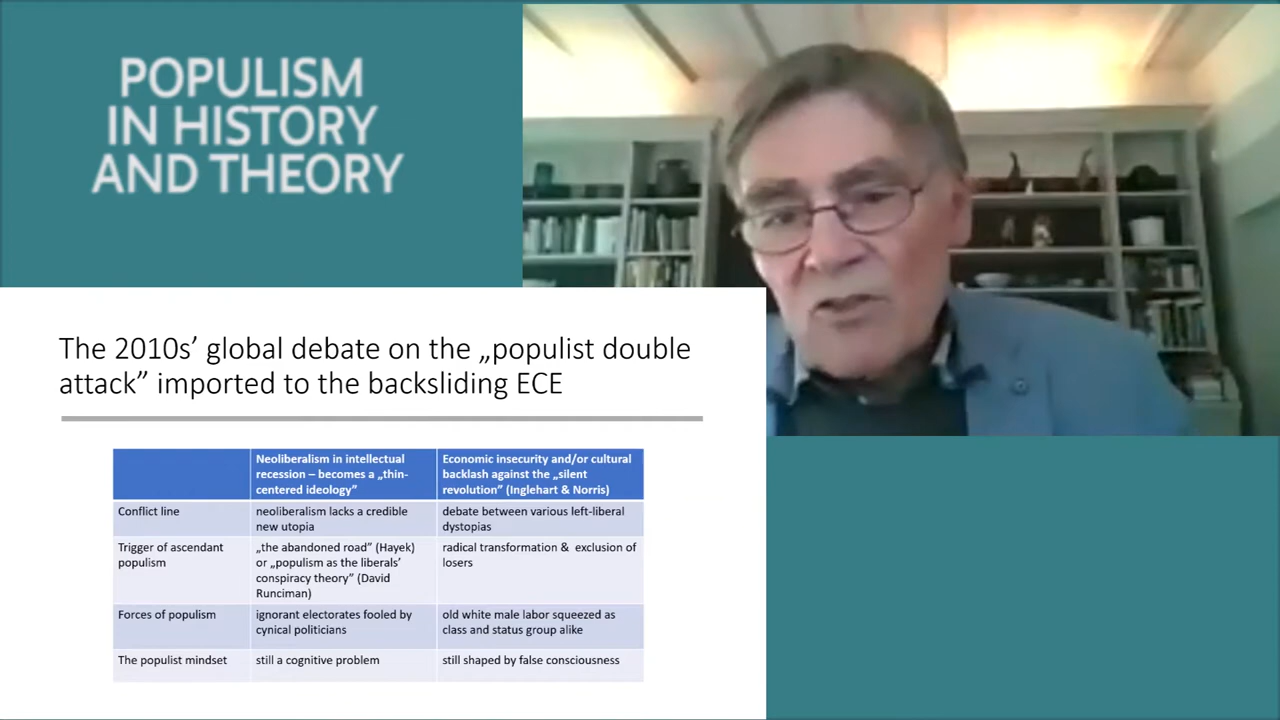 POPULISM
IN HISTORY
AND THEORY
The 2010s’ global debate on the „populist double
attack” imported to the backsliding ECE
Neoliberalism in intellectual
recession – becomes a „thin-
centered ideology”
Economic insecurity and/or cultural
backlash against the „silent
revolution” (Inglehart & Norris)
Conflict line
neoliberalism lacks a credible
new utopia
debate between various left-liberal
dystopias
Trigger of ascendant
populism
„the abandoned road” (Hayek)
or „populism as the liberals’
conspiracy theory” (David
Runciman)
radical transformation & exclusion of
losers
Forces of populism
ignorant electorates fooled by
cynical politicians
old white male labor squeezed as
class and status group alike
The populist mindset
still a cognitive problem
still shaped by false consciousness